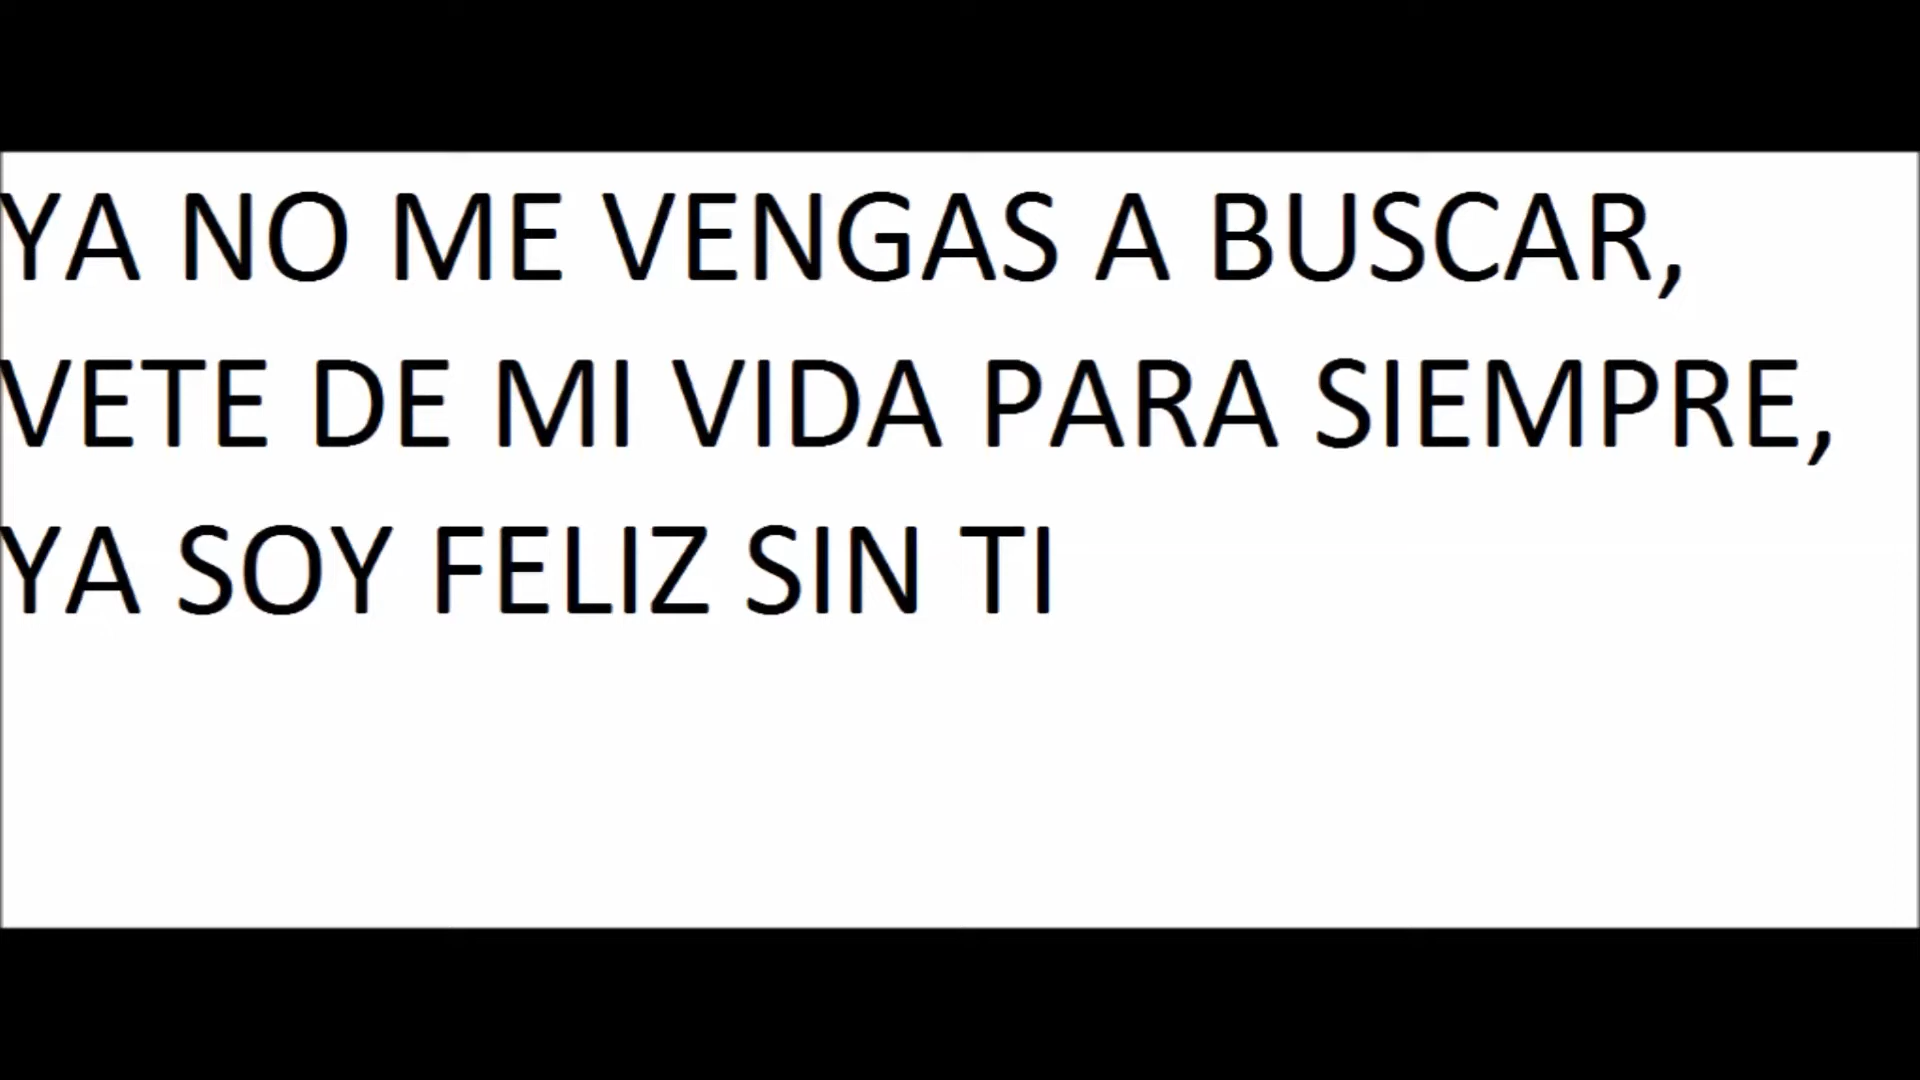 YA NO ME VENGAS A BUSCAR,
VETE DE MI VIDA PARA SIEMPRE,
YA SOY FELIZ SIN TI